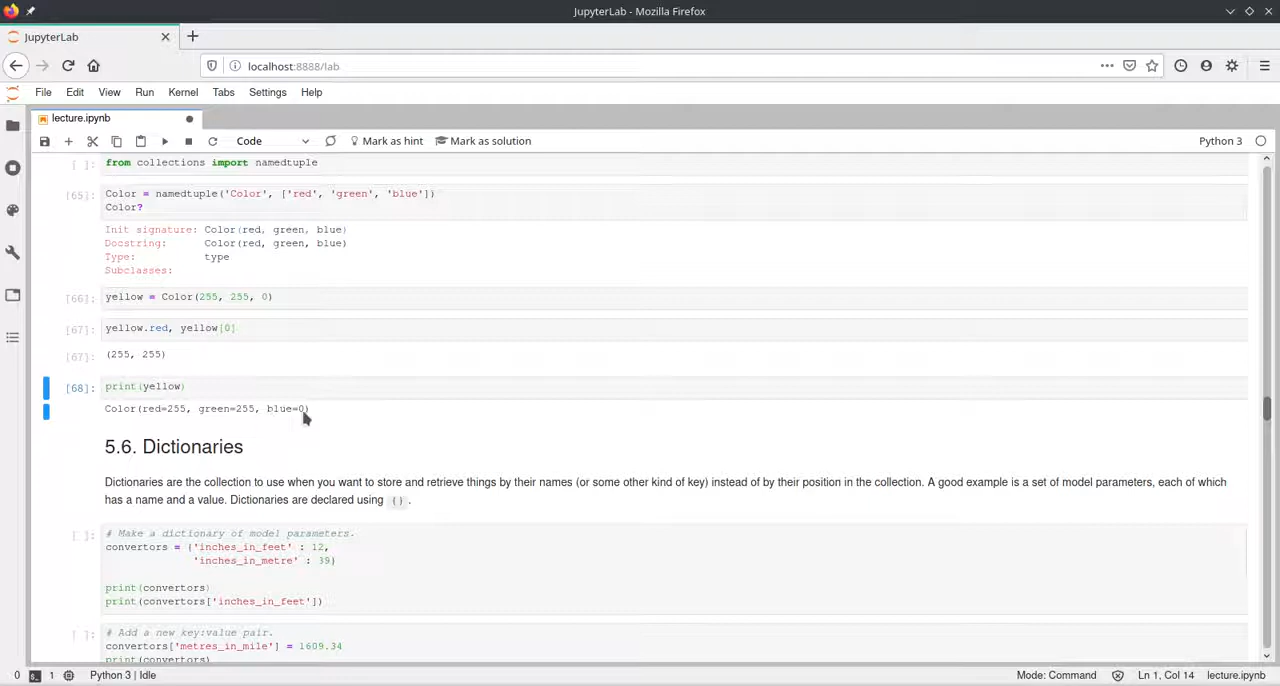 JupyterLab - Mozilla Firefox
JupyterLab
localhost:8888/lab
File Edit View Run Kernel Tabs Settings Help
lecture.ipynb
Code Mark as hint Mark as solution Python 3
[ ]: from collections import namedtuple
[65]: Color = namedtuple('Color', ['red', 'green', 'blue'])
Color?
Init signature: Color(red, green, blue)
Docstring: Color(red, green, blue)
Type: type
Subclasses:
[66]: yellow = Color(255, 255, 0)
[67]: yellow.red, yellow[0]
[67]: (255, 255)
[68]: print(yellow)
Color(red=255, green=255, blue=0)
5.6. Dictionaries
Dictionaries are the collection to use when you want to store and retrieve things by their names (or some other kind of key) instead of by their position in the collection. A good example is a set of model parameters, each of which
has a name and a value. Dictionaries are declared using {}.
[ ]: # Make a dictionary of model parameters.
convertors = {'inches_in_feet' : 12,
'inches_in_metre' : 39}
print(convertors)
print(convertors['inches_in_feet'])
[ ]: # Add a new key:value pair.
convertors['metres_in_mile'] = 1609.34
print(convertors)
0 1 Python 3 | Idle Mode: Command Ln 1, Col 14 lecture.ipynb